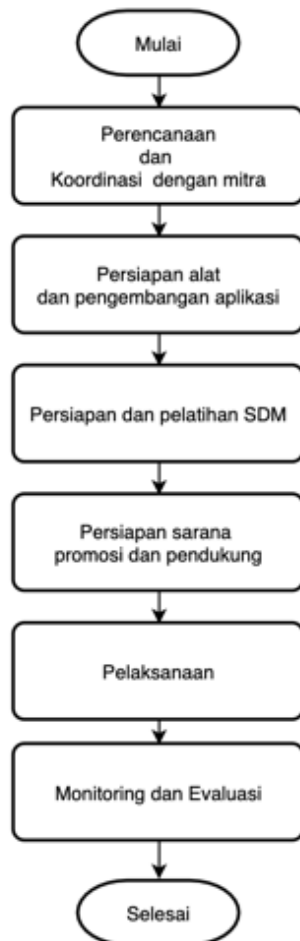 Mulai
Perencanaan
dan
Koordinasi dengan mitra
Persiapan alat
dan pengembangan aplikasi
Persiapan dan pelatihan SDM
Persiapan sarana
promosi dan pendukung
Pelaksanaan
Monitoring dan Evaluasi
Selesai